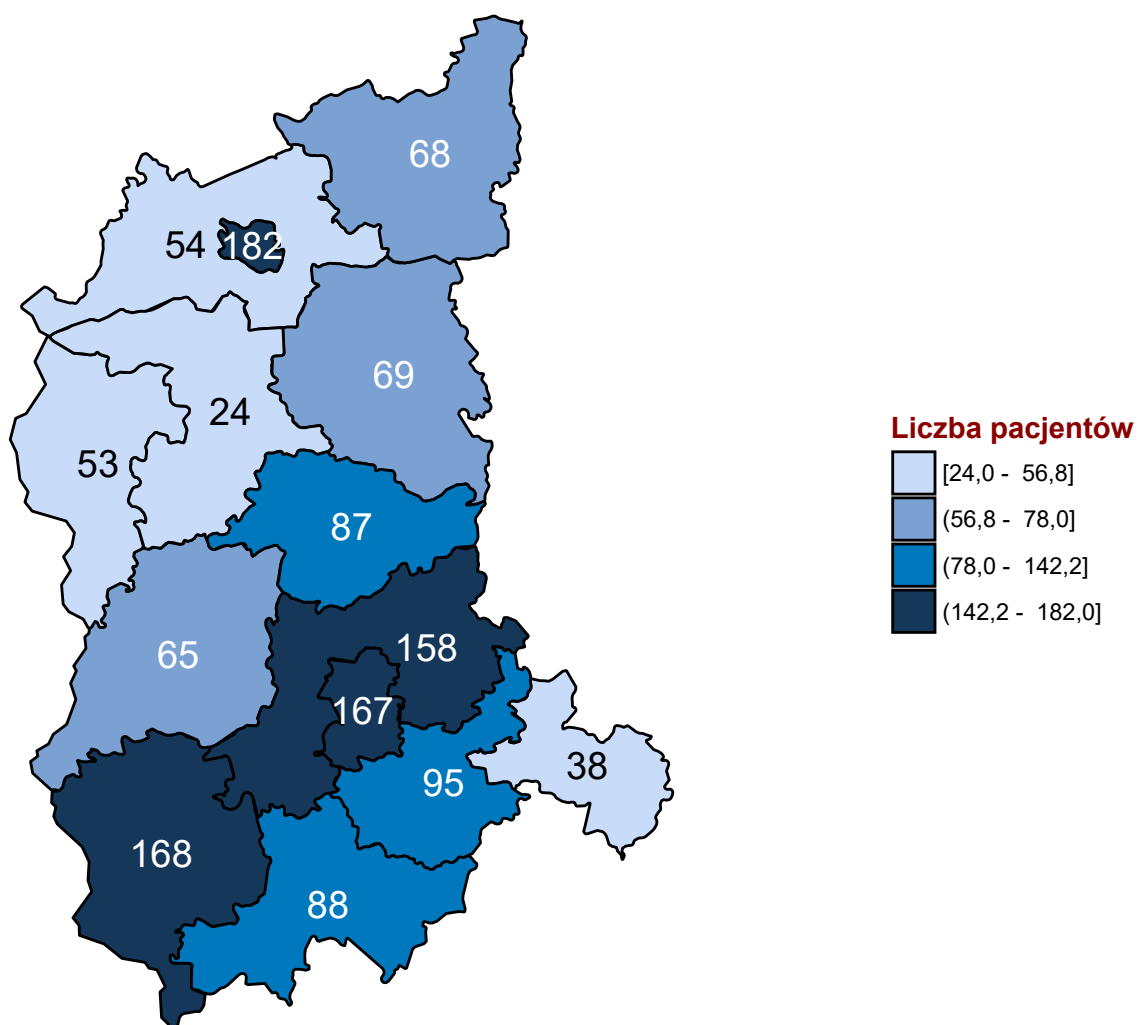 68
54 182
69
24
53
87
158
65
167
38
95
168
88
Liczba pacjentów
[24,0 -  56,8]
(56,8 -  78,0]
(78,0 -  142,2]
(142,2 -  182,0]